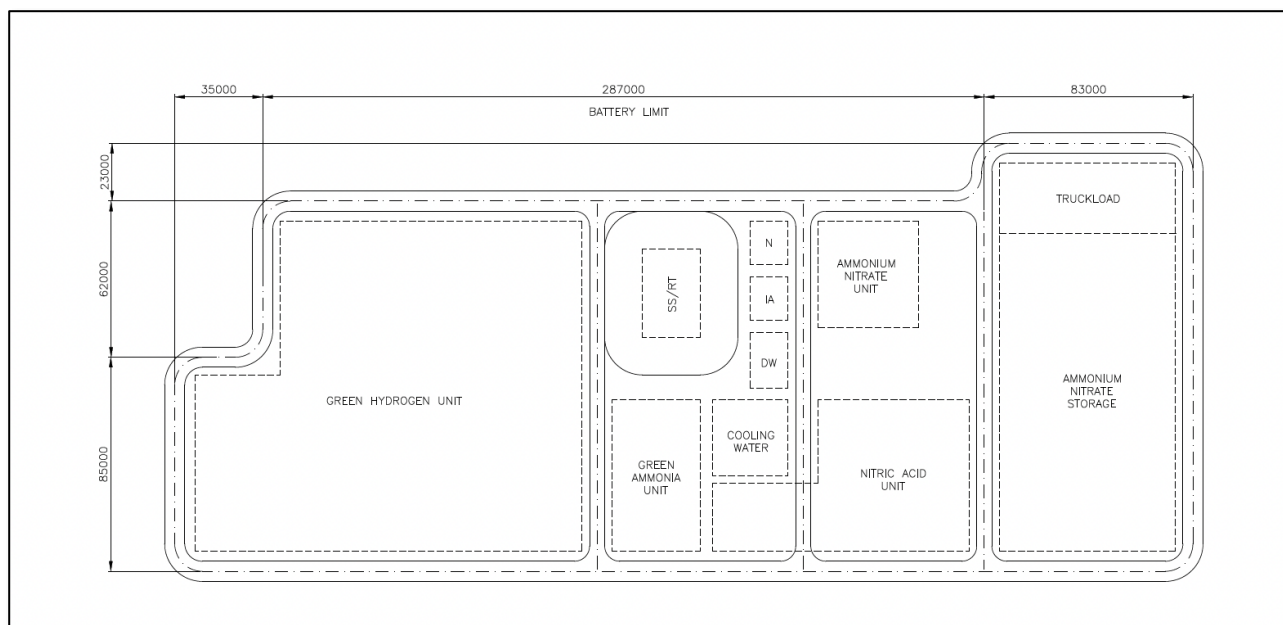 35000
287000
83000
BATTERY LIMIT
23000
62000
85000
TRUCKLOAD
N
AMMONIUM
NITRATE
UNIT
SS/RT
IA
DW
GREEN HYDROGEN UNIT
AMMONIUM
NITRATE
STORAGE
COOLING
WATER
GREEN
AMMONIA
UNIT
NITRIC ACID
UNIT